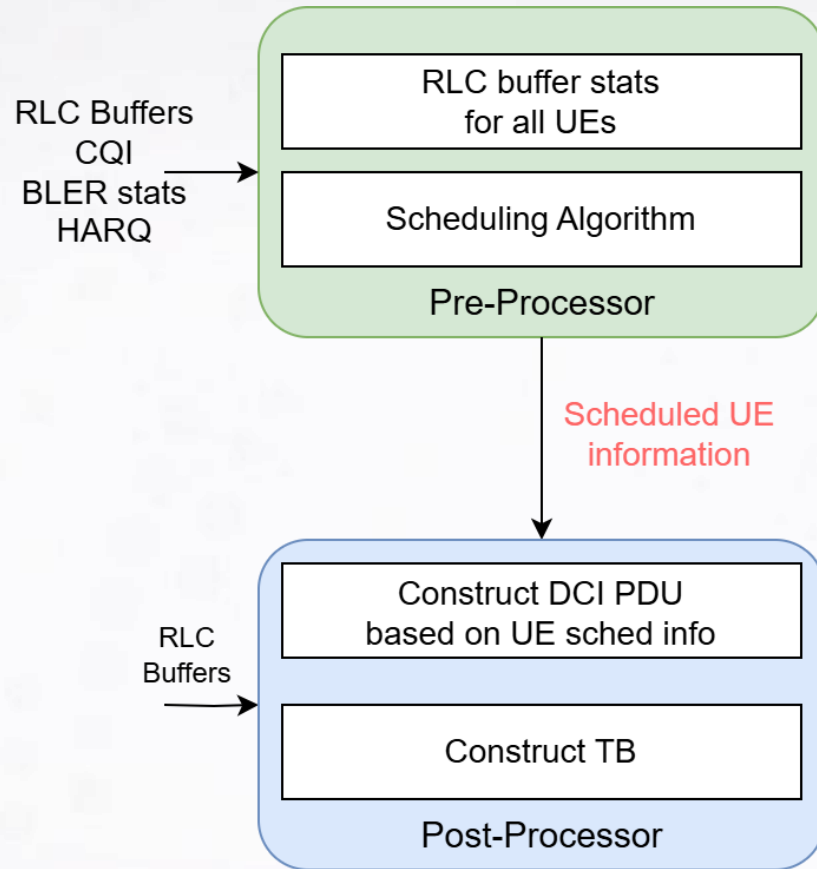 RLC Buffers
CQI
BLER stats
HARQ
RLC buffer stats
for all UEs
Scheduling Algorithm
Pre-Processor
Scheduled UE
information
RLC
Buffers
Construct DCI PDU
based on UE sched info
Construct TB
Post-Processor